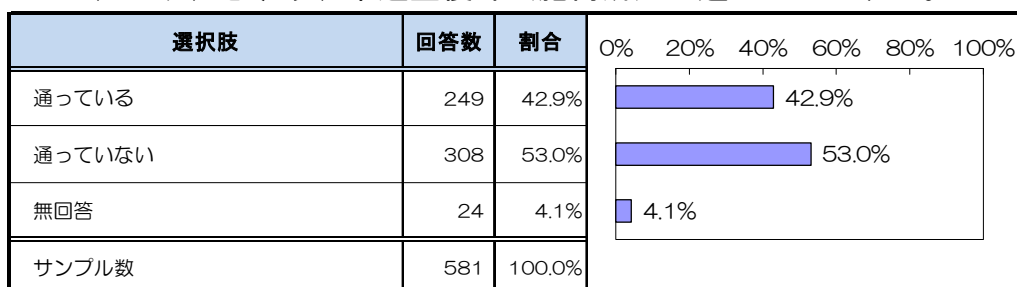 選択肢 回答数 割合 0% 20% 40% 60% 80% 100%
通っている 249 42.9% 42.9%
通っていない 308 53.0% 53.0%
無回答 24 4.1% 4.1%
サンプル数 581 100.0%